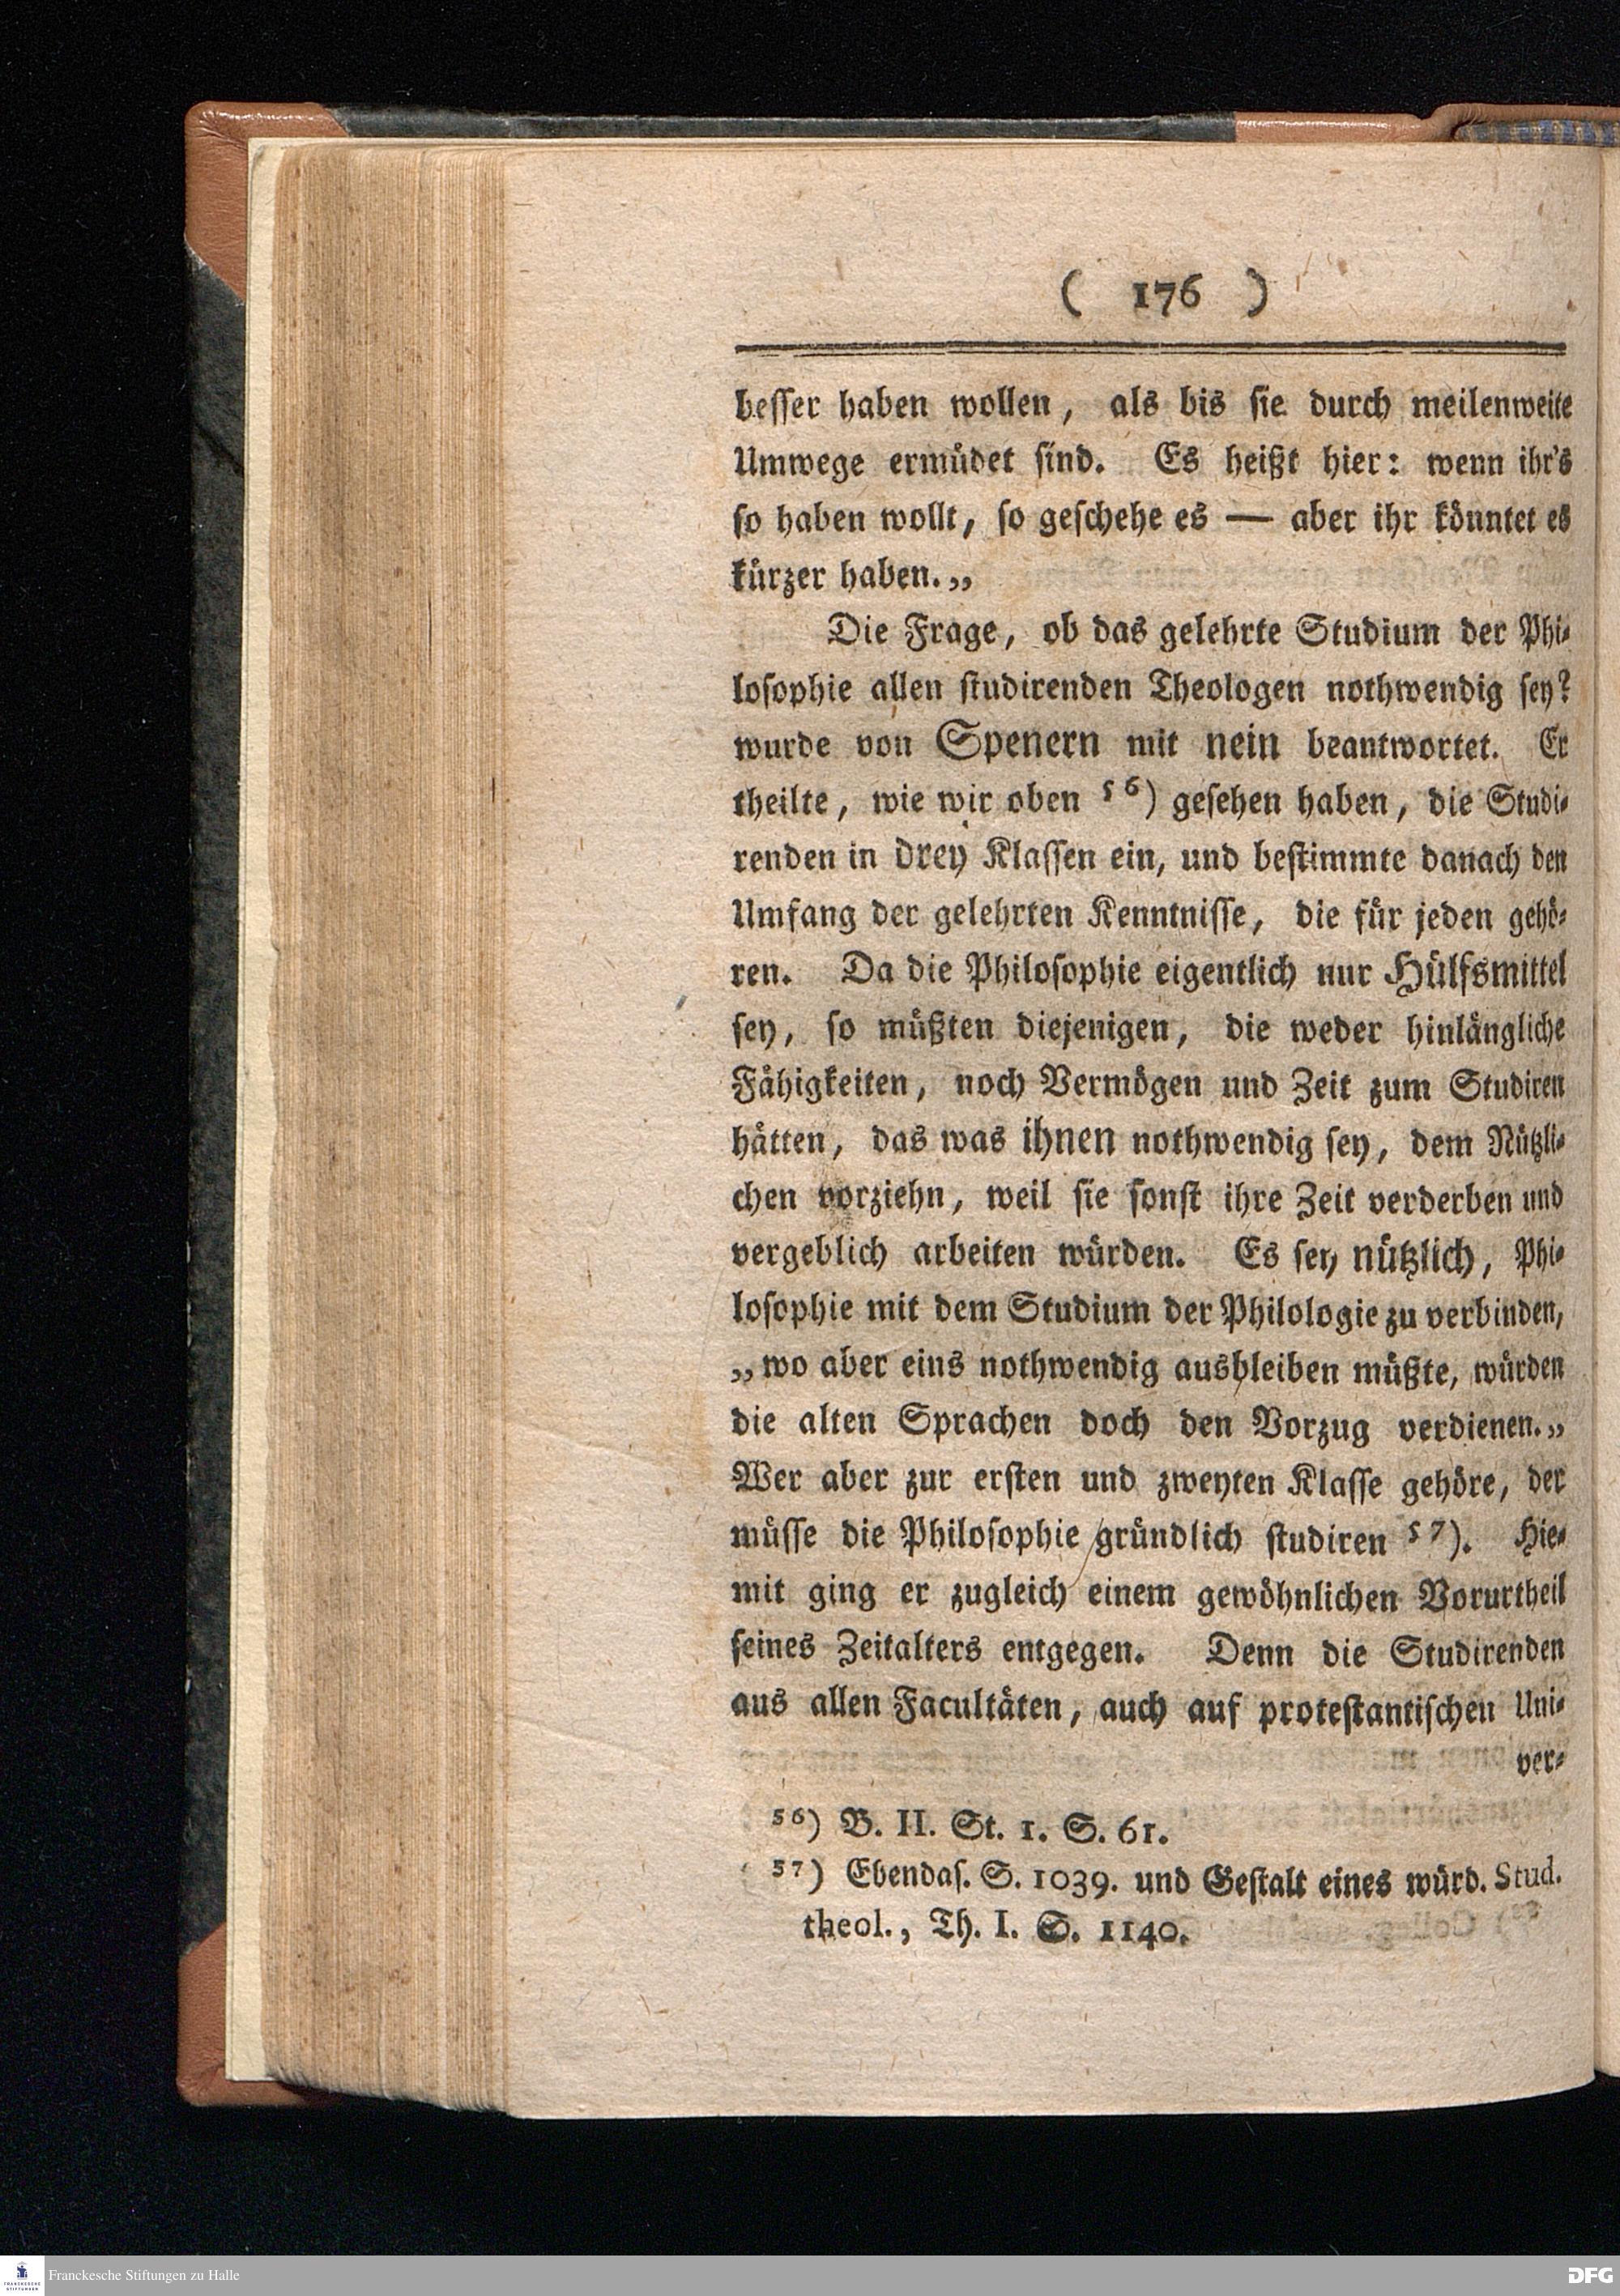 ( 176 )
besser haben wollen, als bis sie durch meilenweite
Umwege ermüdet sind. Es heißt hier: wenn ihr's
so haben wollt, so geschehe es — aber ihr könntet es
kürzer haben.„
Die Frage, ob das gelehrte Studium der Phi-
losophie allen studirenden Theologen nothwendig sey?
wurde von Spenern mit nein beantwortet. Er
theilte, wie wir oben 56) gesehen haben, die Studi-
renden in drey Klassen ein, und bestimmte danach den
Umfang der gelehrten Kenntnisse, die für jeden gehö-
ren. Da die Philosophie eigentlich nur Hülfsmittel
sey, so müßten diejenigen, die weder hinlängliche
Fähigkeiten, noch Vermögen und Zeit zum Studiren
hätten, das was ihnen nothwendig sey, dem Nützli-
chen vorziehn, weil sie sonst ihre Zeit verderben und
vergeblich arbeiten würden. Es sey nützlich, Phi-
losophie mit dem Studium der Philologie zu verbinden,
„wo aber eins nothwendig ausbleiben müßte, würden
die alten Sprachen doch den Vorzug verdienen.„
Wer aber zur ersten und zweyten Klasse gehöre, der
müsse die Philosophie gründlich studiren 57). Hie-
mit ging er zugleich einem gewöhnlichen Vorurtheil
seines Zeitalters entgegen. Denn die Studirenden
aus allen Facultäten, auch auf protestantischen Uni-
ver-
56) B. II. St. 1. S. 61.
57) Ebendas. S. 1039. und Gestalt eines würd. Stud.
theol., Th. I. S. 1140.
FRANCKESCHE
STIFTUNGEN
Franckesche Stiftungen zu Halle
DFG